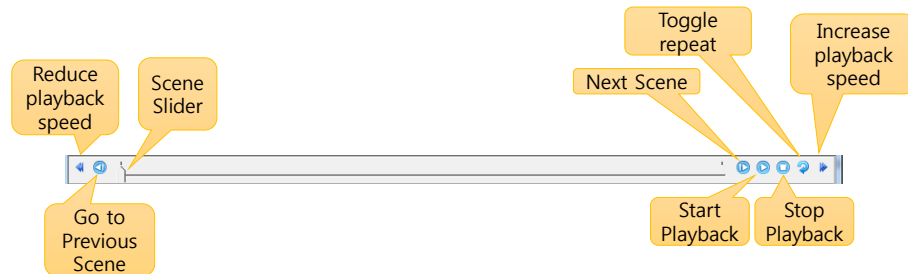 Reduce
playback
speed
Scene
Slider
Toggle
repeat
Increase
playback
speed
Next Scene
Go to
Previous
Scene
Start
Playback
Stop
Playback